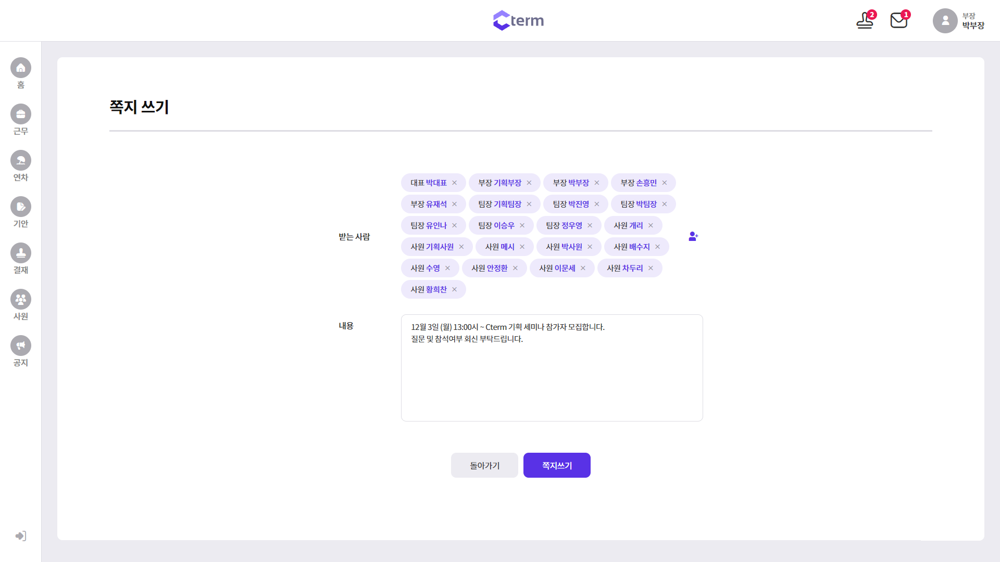 term
2
1
부장
박부장
홈
근무
연차
기안
결재
사원
공지
쪽지 쓰기
받는 사람
대표 박대표 ×
부장 기획부장 ×
부장 박부장 ×
부장 손흥민 ×
부장 유재석 ×
팀장 기획팀장 ×
팀장 박진영 ×
팀장 박팀장 ×
팀장 유인나 ×
팀장 이승우 ×
팀장 정우영 ×
사원 개리 ×
사원 기획사원 ×
사원 메시 ×
사원 박사원 ×
사원 배수지 ×
사원 수영 ×
사원 안정환 ×
사원 이문세 ×
사원 차두리 ×
사원 황희찬 ×
내용
12월 3일 (월) 13:00시 ~ Cterm 기획 세미나 참가자 모집합니다.
질문 및 참석여부 회신 부탁드립니다.
돌아가기
쪽지쓰기